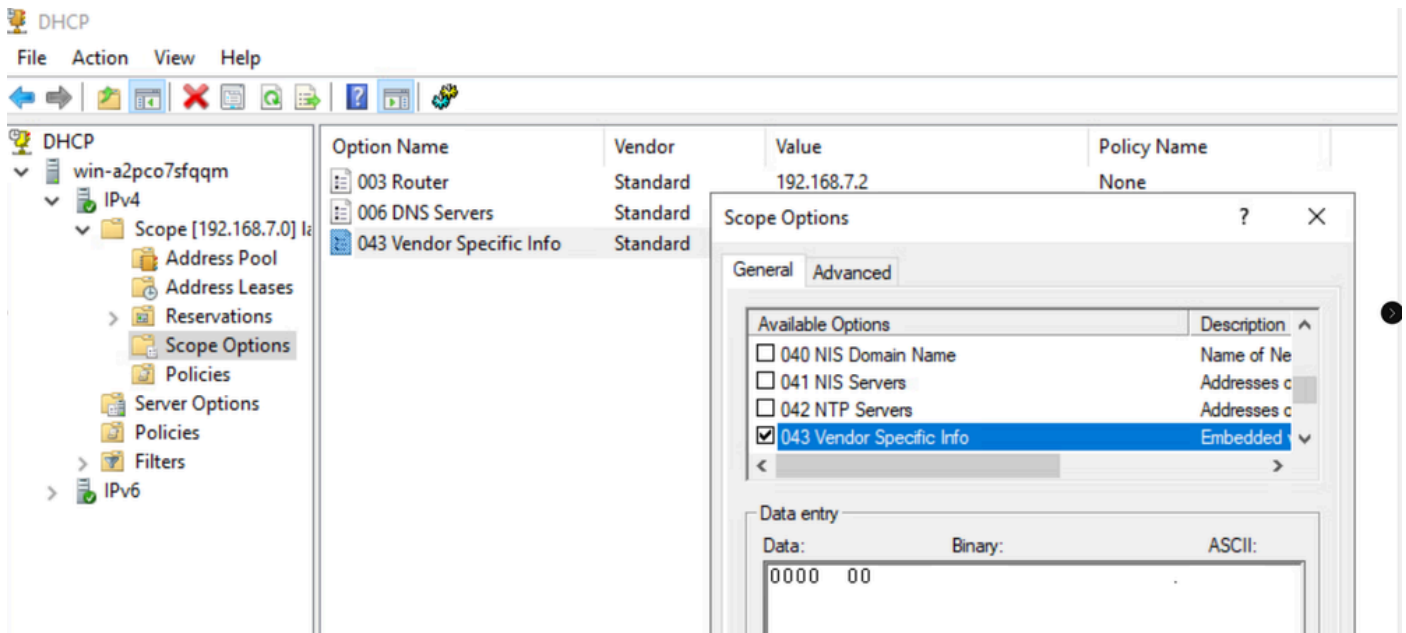 DHCP
File Action View Help
DHCP
win-a2pco7sfqqm
IPv4
Scope [192.168.7.0] la
Address Pool
Address Leases
Reservations
Scope Options
Policies
Server Options
Policies
Filters
IPv6
Option Name Vendor Value Policy Name
003 Router Standard 192.168.7.2 None
006 DNS Servers Standard
043 Vendor Specific Info Standard
Scope Options ? X
General Advanced
Available Options Description
040 NIS Domain Name Name of Ne
041 NIS Servers Addresses o
042 NTP Servers Addresses o
043 Vendor Specific Info Embedded
Data entry
Data: Binary: ASCII:
0000 00 .